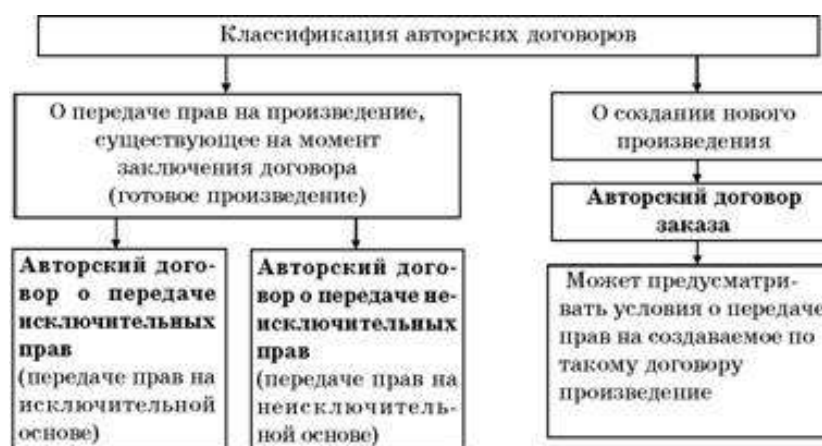 Классификация авторских договоров
О передаче прав на произведение,
существующее на момент
заключения договора
(готовое произведение)
О создании нового
произведения
Авторский договор
заказа
Авторский дого-
вор о передаче
исключительных
прав
(передаче прав на
исключительной
основе)
Авторский дого-
вор о передаче не-
исключительных
прав
(передаче прав на
неисключитель-
ной основе)
Может предусматри-
вать условия о передаче
прав на создаваемое по
такому договору
произведение